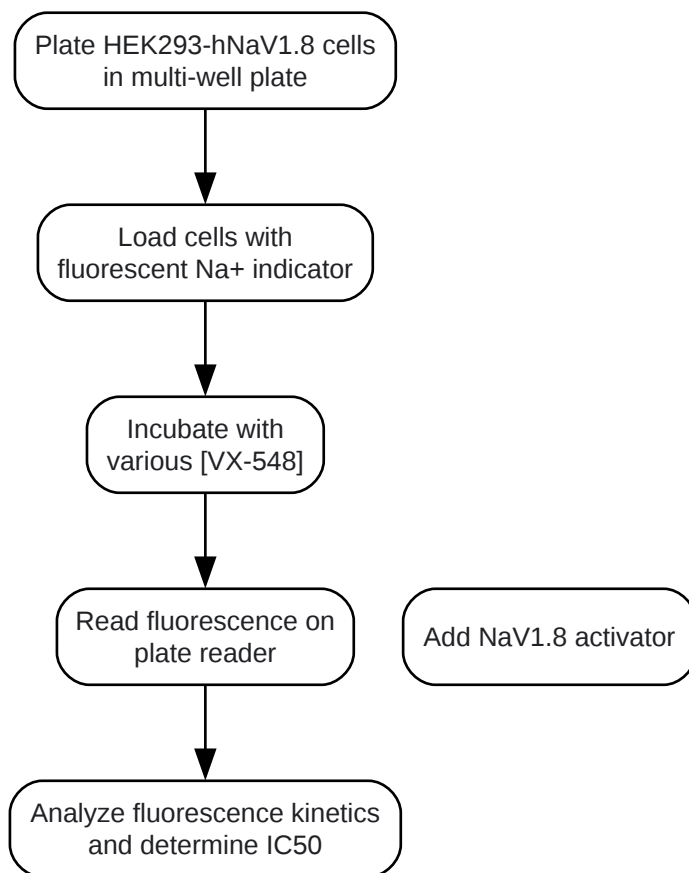 Plate HEK293-hNaV1.8 cells
in multi-well plate
Load cells with
fluorescent Na+ indicator
Incubate with
various [VX-548]
Read fluorescence on
plate reader
Add NaV1.8 activator
Analyze fluorescence kinetics
and determine IC50